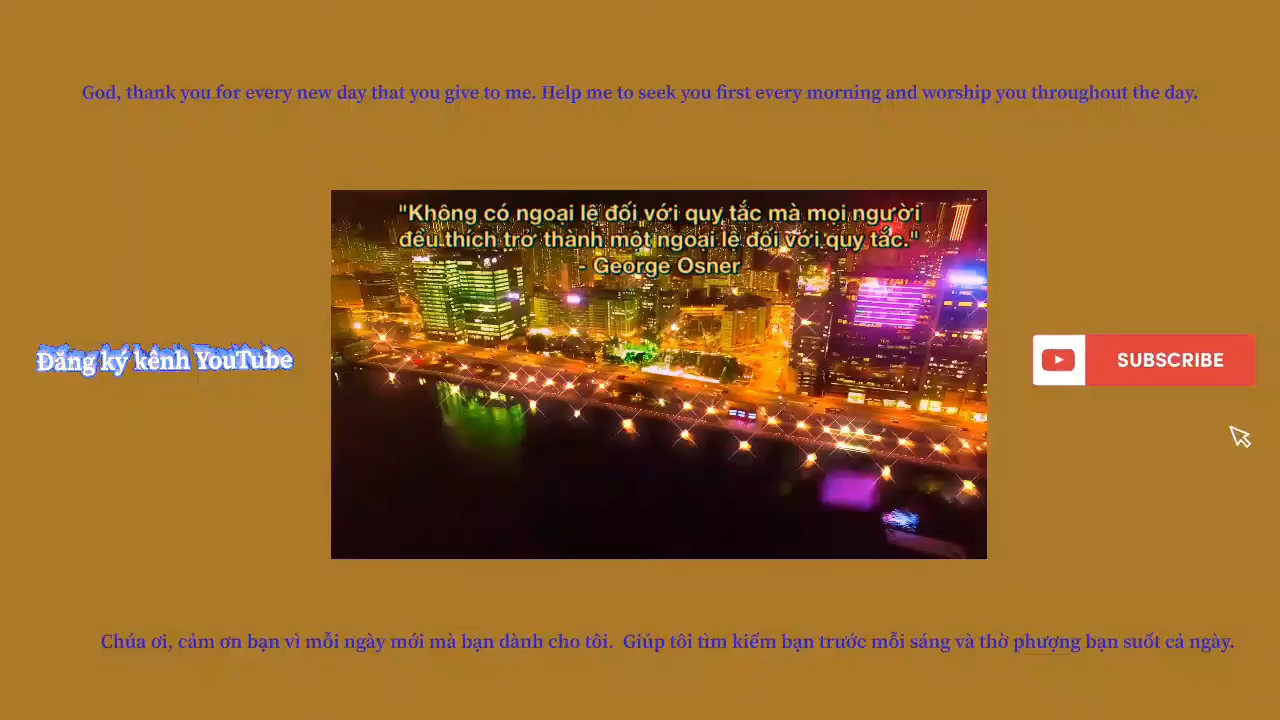 God, thank you for every new day that you give to me. Help me to seek you first every morning and worship you throughout the day.
"Không có ngoại lệ đối với quy tắc mà mọi người
đều thích trở thành một ngoại lệ đối với quy tắc."
- George Osner
Đăng ký kênh YouTube
SUBSCRIBE
Chúa ơi, cảm ơn bạn vì mỗi ngày mới mà bạn dành cho tôi. Giúp tôi tìm kiếm bạn trước mỗi sáng và thờ phượng bạn suốt cả ngày.